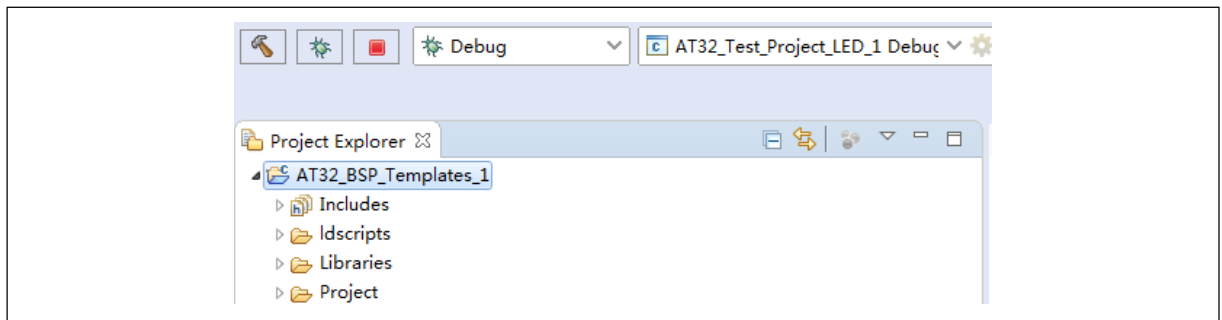 Debug AT32_Test_Project_LED_1 Debug
Project Explorer
AT32_BSP_Templates_1
Includes
ldscripts
Libraries
Project